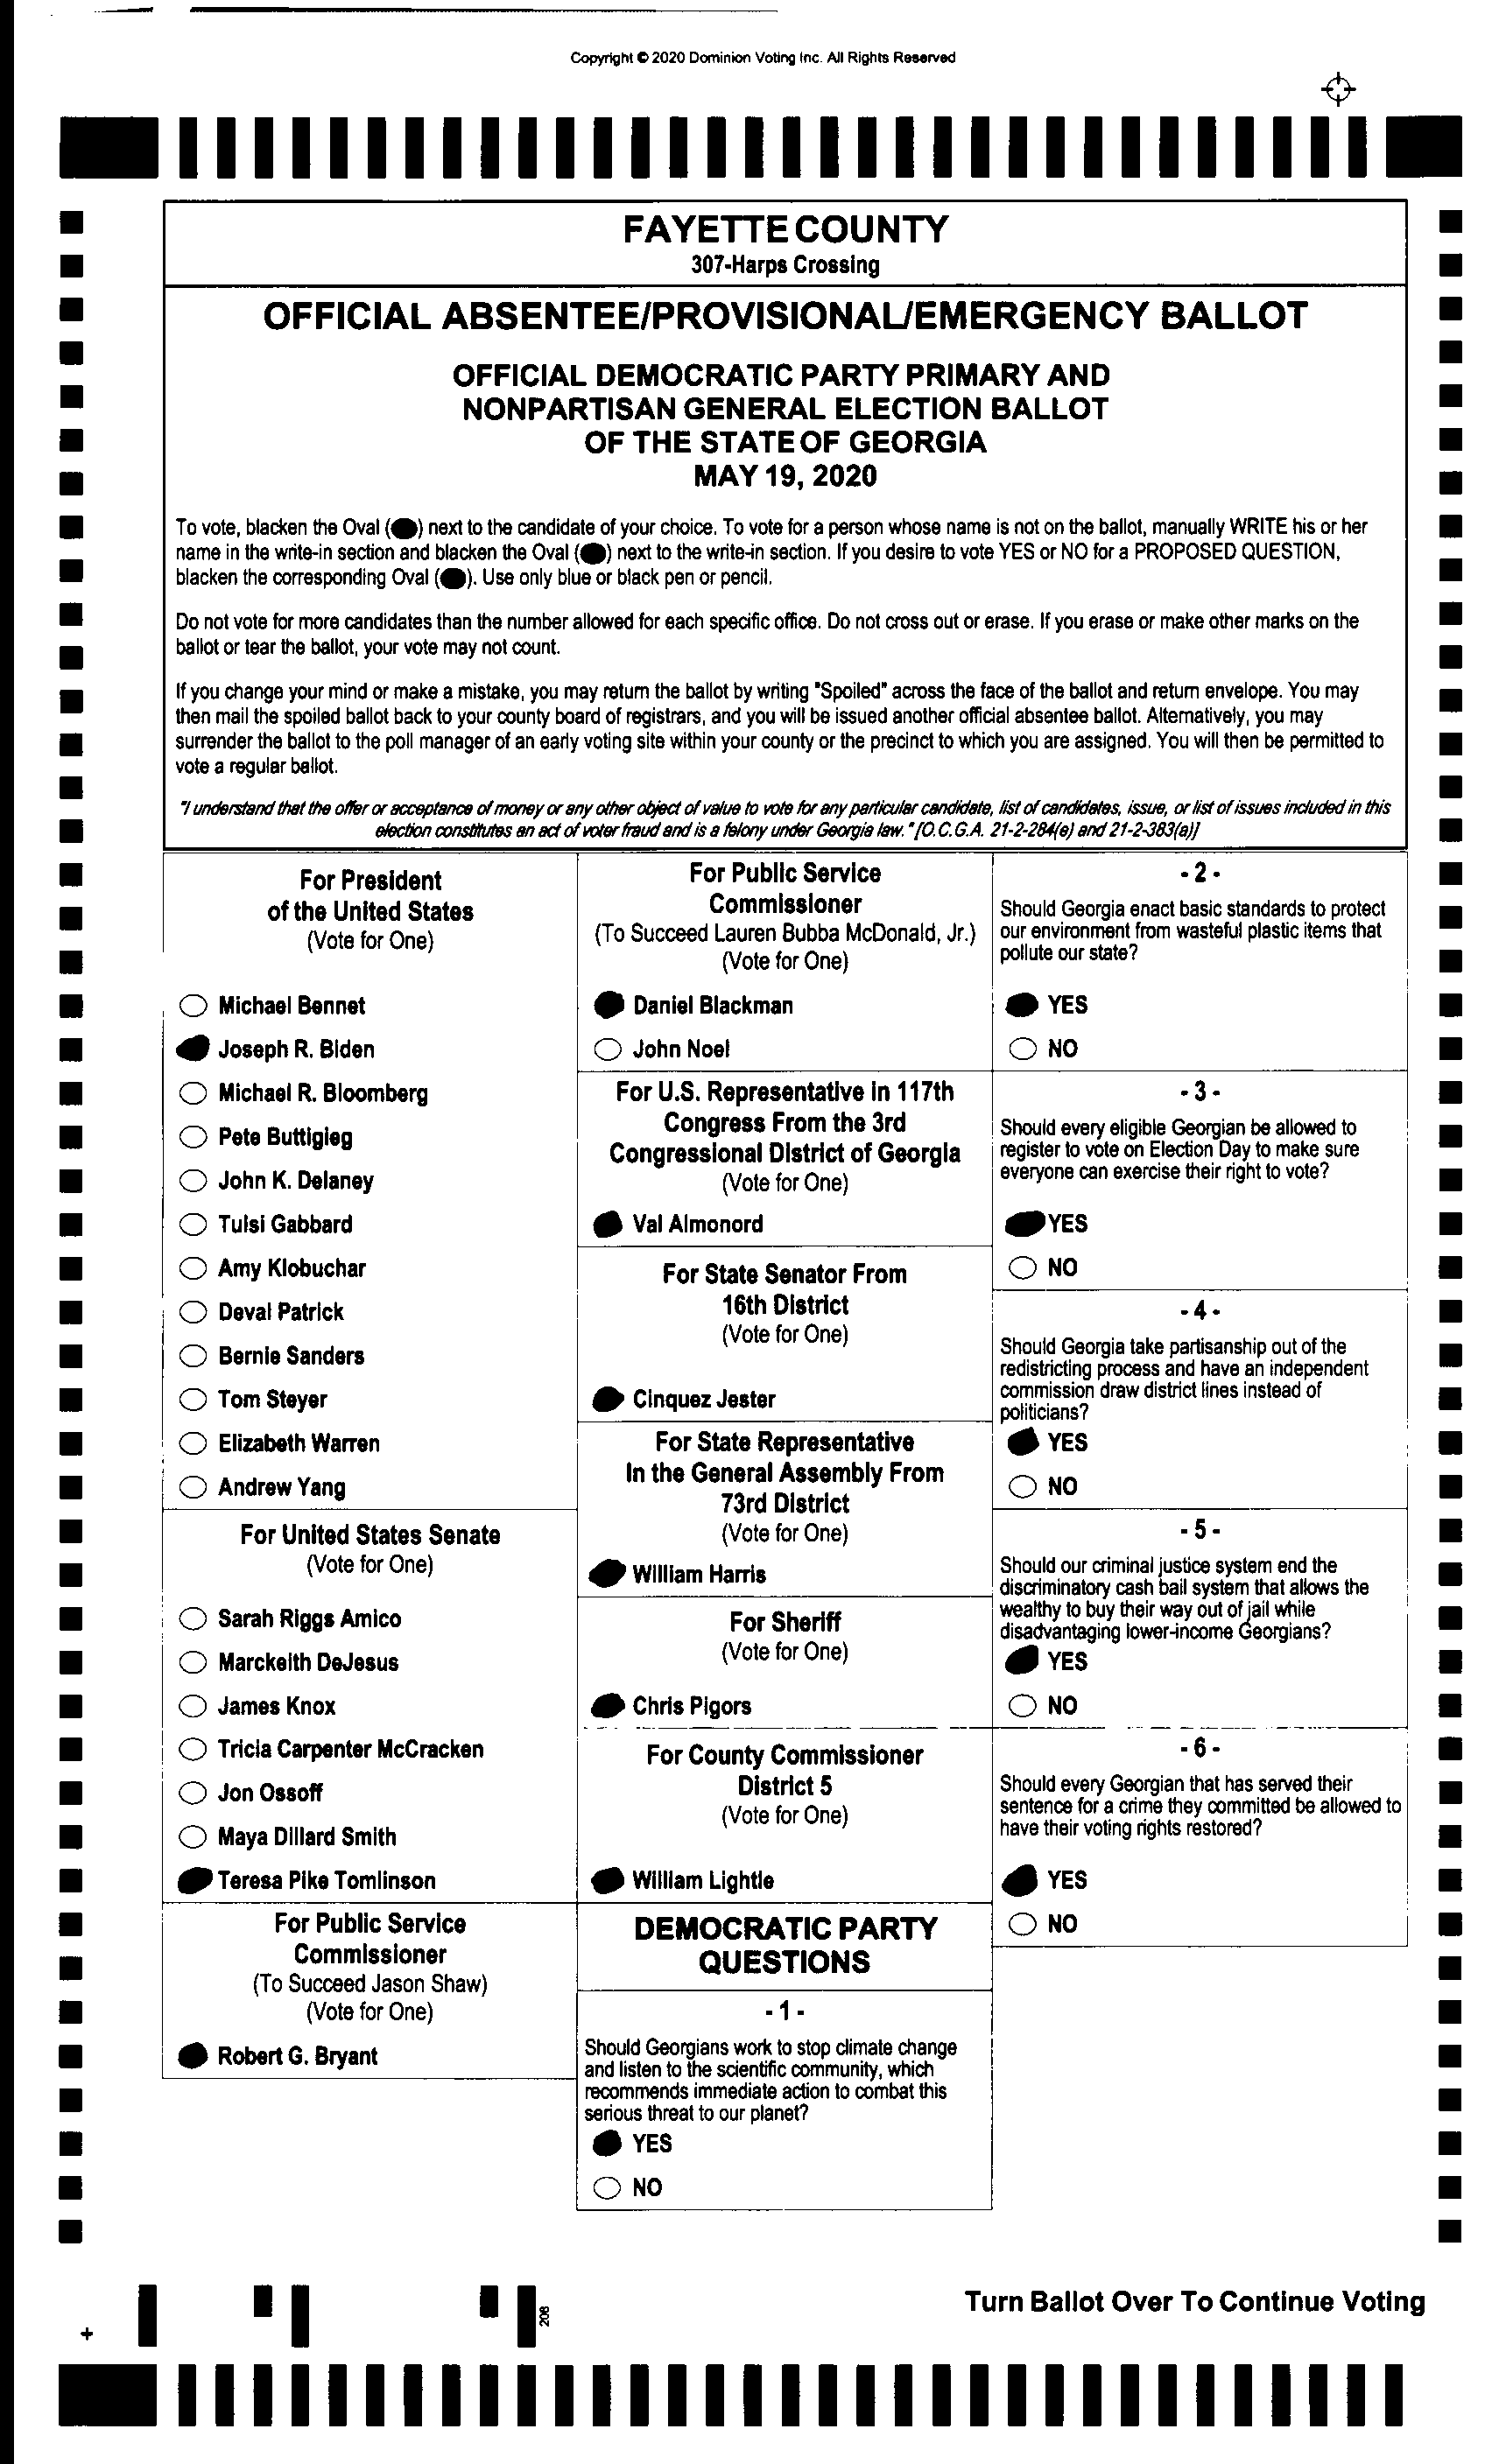 Copyright © 2020 Dominion Voting Inc. All Rights Reserved
FAYETTE COUNTY
307-Harps Crossing
OFFICIAL ABSENTEE/PROVISIONAL/EMERGENCY BALLOT
OFFICIAL DEMOCRATIC PARTY PRIMARY AND
NONPARTISAN GENERAL ELECTION BALLOT
OF THE STATE OF GEORGIA
MAY 19, 2020
To vote, blacken the Oval (●) next to the candidate of your choice. To vote for a person whose name is not on the ballot, manually WRITE his or her
name in the write-in section and blacken the Oval (●) next to the write-in section. If you desire to vote YES or NO for a PROPOSED QUESTION,
blacken the corresponding Oval (●). Use only blue or black pen or pencil.
Do not vote for more candidates than the number allowed for each specific office. Do not cross out or erase. If you erase or make other marks on the
ballot or tear the ballot, your vote may not count.
If you change your mind or make a mistake, you may return the ballot by writing "Spoiled" across the face of the ballot and return envelope. You may
then mail the spoiled ballot back to your county board of registrars, and you will be issued another official absentee ballot. Alternatively, you may
surrender the ballot to the poll manager of an early voting site within your county or the precinct to which you are assigned. You will then be permitted to
vote a regular ballot.
"I understand that the offer or acceptance of money or any other object of value to vote for any particular candidate, list of candidates, issue, or list of issues included in this
election constitutes an act of voter fraud and is a felony under Georgia law." [O.C.G.A. 21-2-284(e) and 21-2-383(a)]
For President
of the United States
(Vote for One)
Michael Bennet
Joseph R. Biden
Michael R. Bloomberg
Pete Buttigieg
John K. Delaney
Tulsi Gabbard
Amy Klobuchar
Deval Patrick
Bernie Sanders
Tom Steyer
Elizabeth Warren
Andrew Yang
For United States Senate
(Vote for One)
Sarah Riggs Amico
Marckeith DeJesus
James Knox
Tricia Carpenter McCracken
Jon Ossoff
Maya Dillard Smith
Teresa Pike Tomlinson
For Public Service
Commissioner
(To Succeed Jason Shaw)
(Vote for One)
Robert G. Bryant
For Public Service
Commissioner
(To Succeed Lauren Bubba McDonald, Jr.)
(Vote for One)
Daniel Blackman
John Noel
For U.S. Representative in 117th
Congress From the 3rd
Congressional District of Georgia
(Vote for One)
Val Almonord
For State Senator From
16th District
(Vote for One)
Cinquez Jester
For State Representative
In the General Assembly From
73rd District
(Vote for One)
William Harris
For Sheriff
(Vote for One)
Chris Pigors
For County Commissioner
District 5
(Vote for One)
William Lightle
DEMOCRATIC PARTY
QUESTIONS
- 1 -
Should Georgians work to stop climate change
and listen to the scientific community, which
recommends immediate action to combat this
serious threat to our planet?
YES
NO
- 2 -
Should Georgia enact basic standards to protect
our environment from wasteful plastic items that
pollute our state?
YES
NO
- 3 -
Should every eligible Georgian be allowed to
register to vote on Election Day to make sure
everyone can exercise their right to vote?
YES
NO
- 4 -
Should Georgia take partisanship out of the
redistricting process and have an independent
commission draw district lines instead of
politicians?
YES
NO
- 5 -
Should our criminal justice system end the
discriminatory cash bail system that allows the
wealthy to buy their way out of jail while
disadvantaging lower-income Georgians?
YES
NO
- 6 -
Should every Georgian that has served their
sentence for a crime they committed be allowed to
have their voting rights restored?
YES
NO
208
Turn Ballot Over To Continue Voting